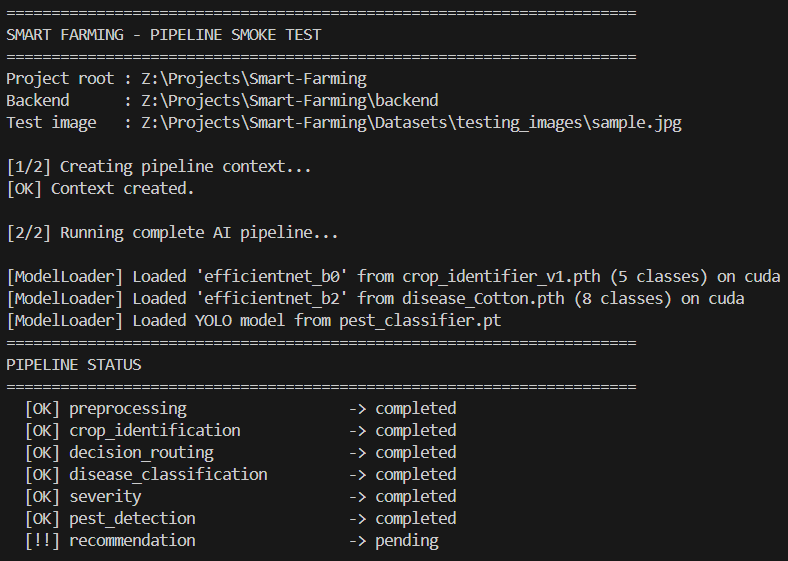 ======================================================================
SMART FARMING - PIPELINE SMOKE TEST
======================================================================
Project root : Z:\Projects\Smart-Farming
Backend      : Z:\Projects\Smart-Farming\backend
Test image   : Z:\Projects\Smart-Farming\Datasets\testing_images\sample.jpg

[1/2] Creating pipeline context...
[OK] Context created.

[2/2] Running complete AI pipeline...

[ModelLoader] Loaded 'efficientnet_b0' from crop_identifier_v1.pth (5 classes) on cuda
[ModelLoader] Loaded 'efficientnet_b2' from disease_Cotton.pth (8 classes) on cuda
[ModelLoader] Loaded YOLO model from pest_classifier.pt
======================================================================
PIPELINE STATUS
======================================================================
  [OK] preprocessing                  -> completed
  [OK] crop_identification            -> completed
  [OK] decision_routing               -> completed
  [OK] disease_classification         -> completed
  [OK] severity                       -> completed
  [OK] pest_detection                 -> completed
  [!!] recommendation                 -> pending